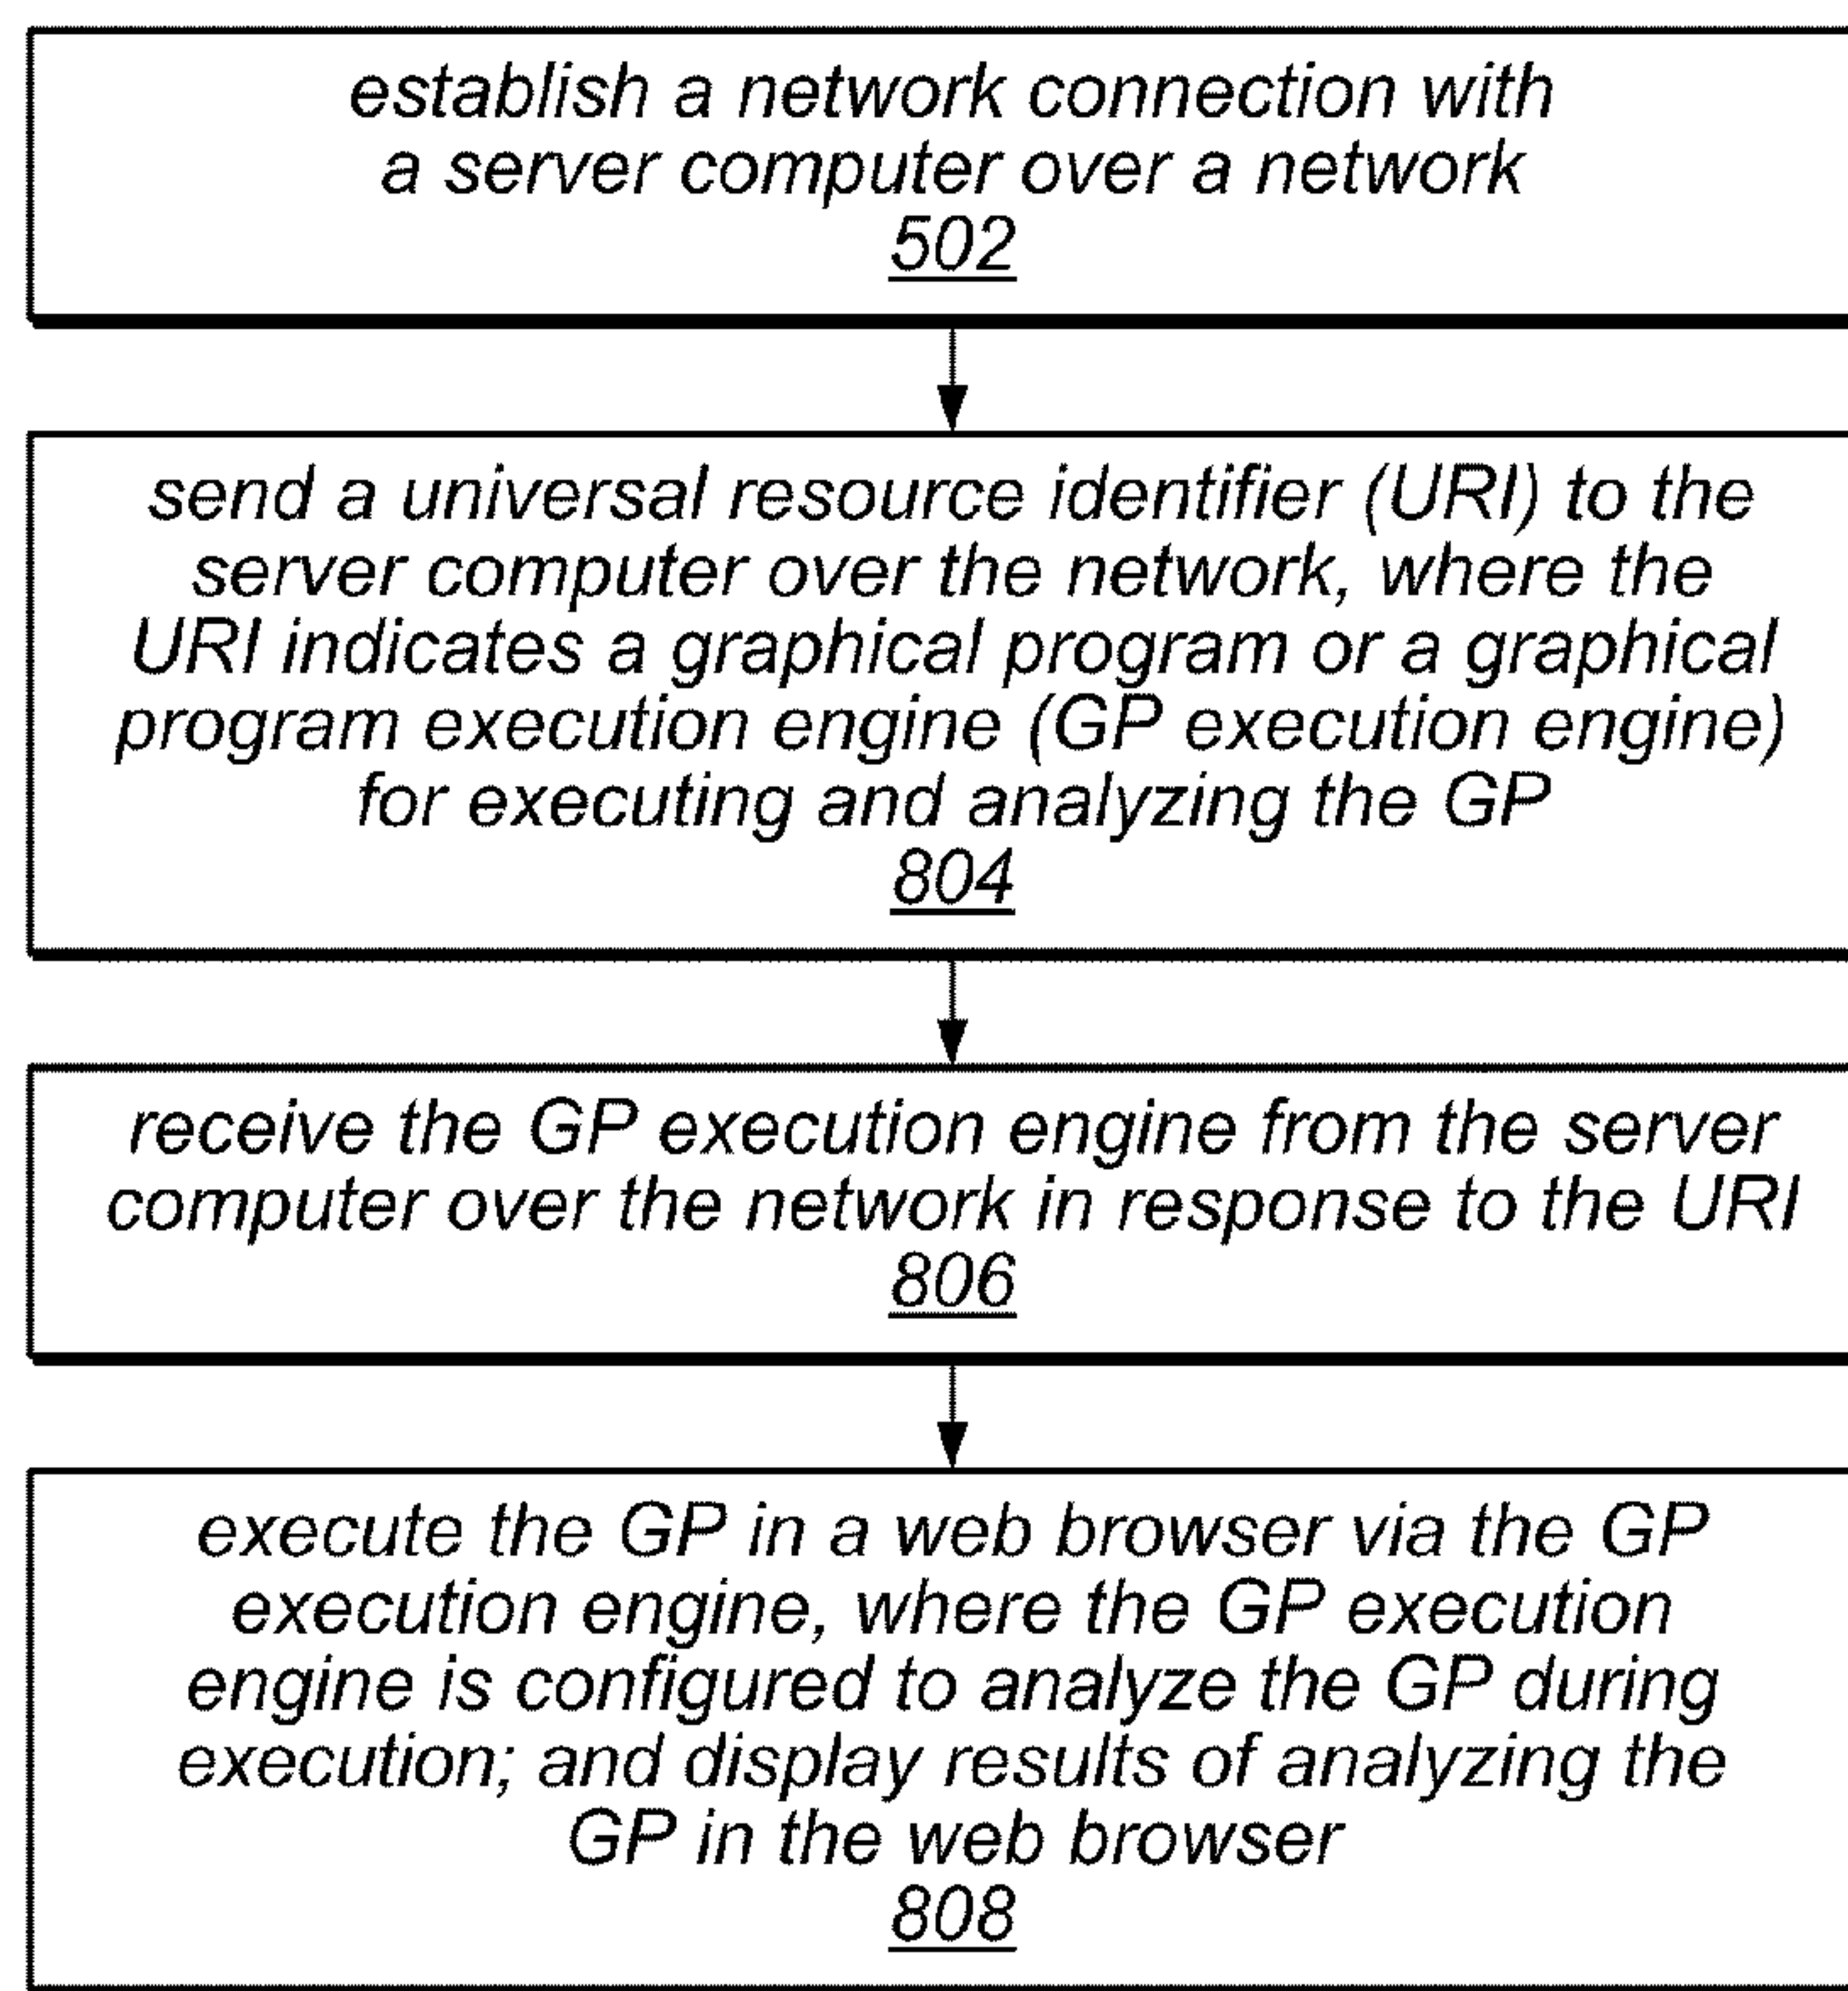 establish a network connection with
a server computer over a network
502
send a universal resource identifier (URI) to the
server computer over the network, where the
URI indicates a graphical program or a graphical
program execution engine (GP execution engine)
for executing and analyzing the GP
804
receive the GP execution engine from the server
computer over the network in response to the URI
806
execute the GP in a web browser via the GP
execution engine, where the GP execution
engine is configured to analyze the GP during
execution; and display results of analyzing the
GP in the web browser
808